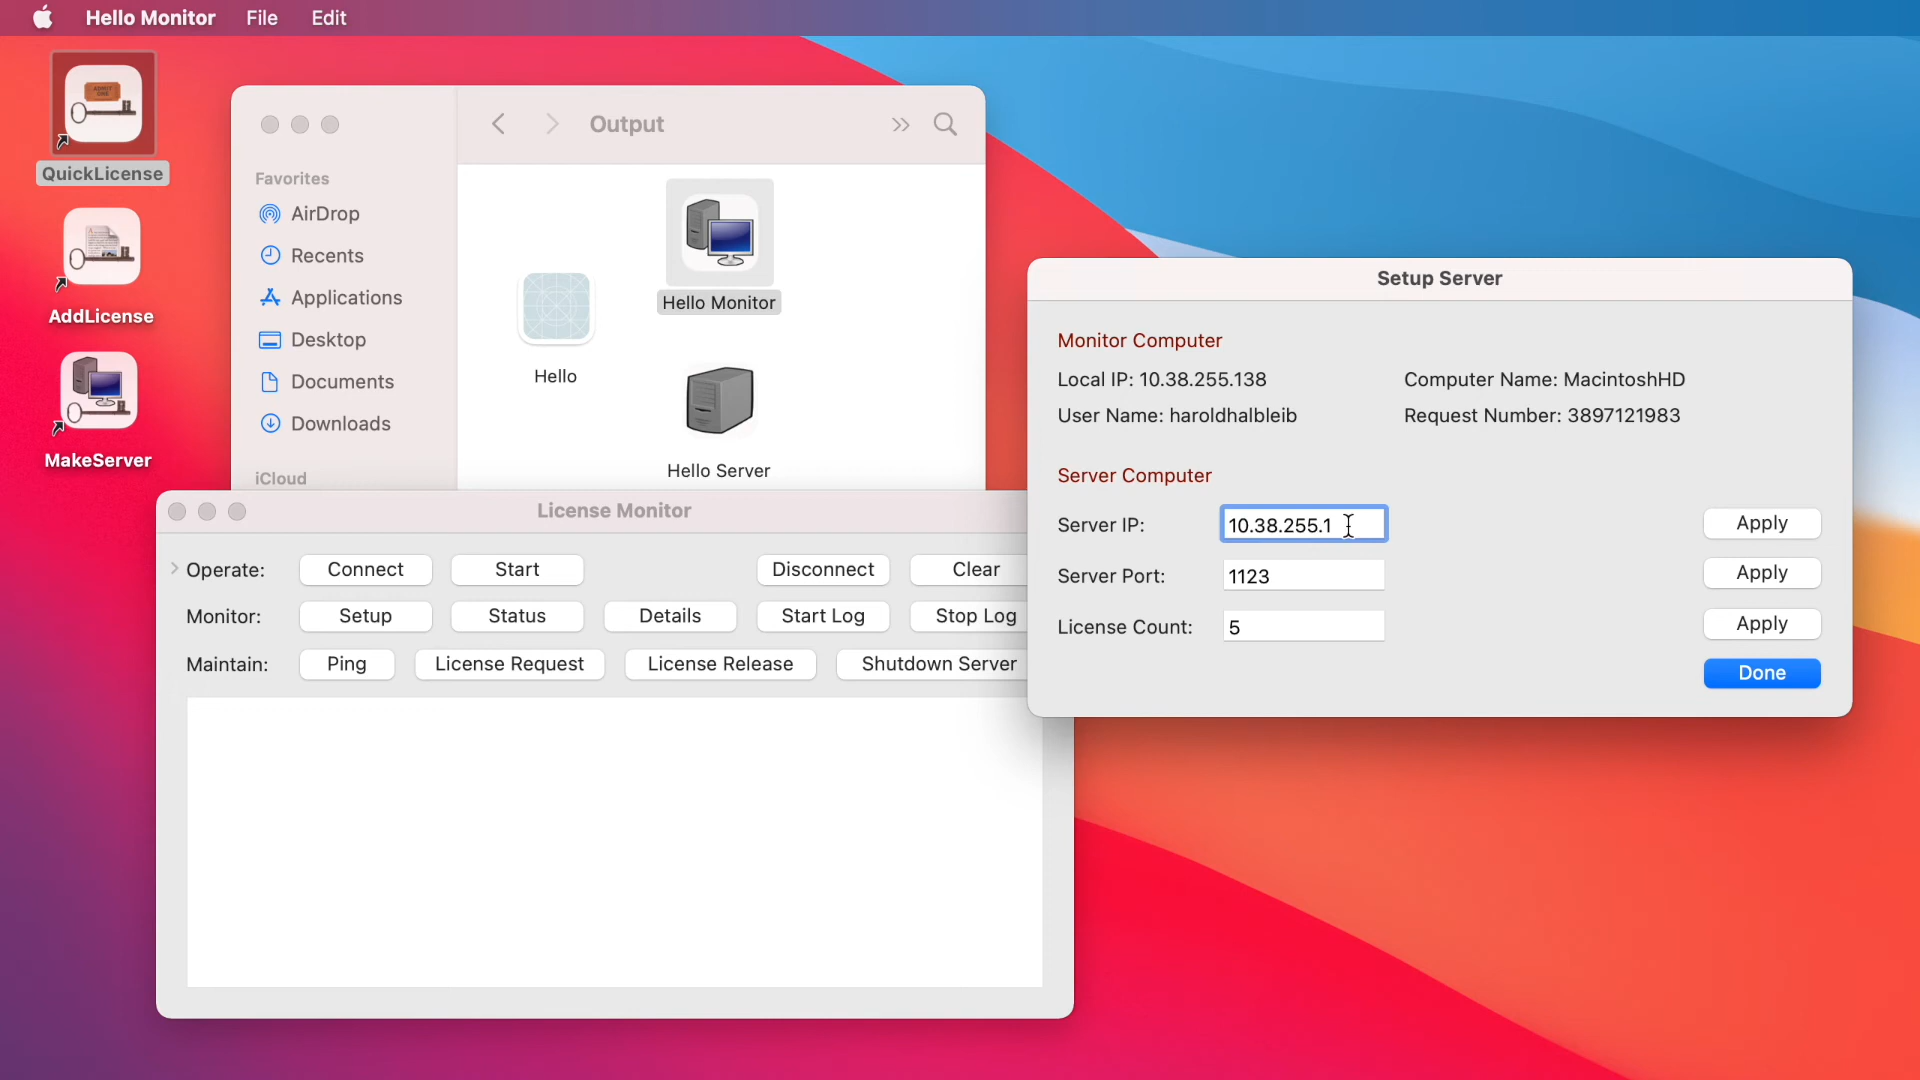 Hello Monitor File Edit
QuickLicense
AddLicense
MakeServer
Output
Favorites
AirDrop
Recents
Applications
Desktop
Documents
Downloads
iCloud
ADMIT
ONE
Hello
Hello Monitor
Hello Server
License Monitor
Operate: Connect Start Disconnect Clear
Monitor: Setup Status Details Start Log Stop Log
Maintain: Ping License Request License Release Shutdown Server
Setup Server
Monitor Computer
Local IP: 10.38.255.138 Computer Name: MacintoshHD
User Name: haroldhalbleib Request Number: 3897121983
Server Computer
Server IP: 10.38.255.1 Apply
Server Port: 1123 Apply
License Count: 5 Apply
Done